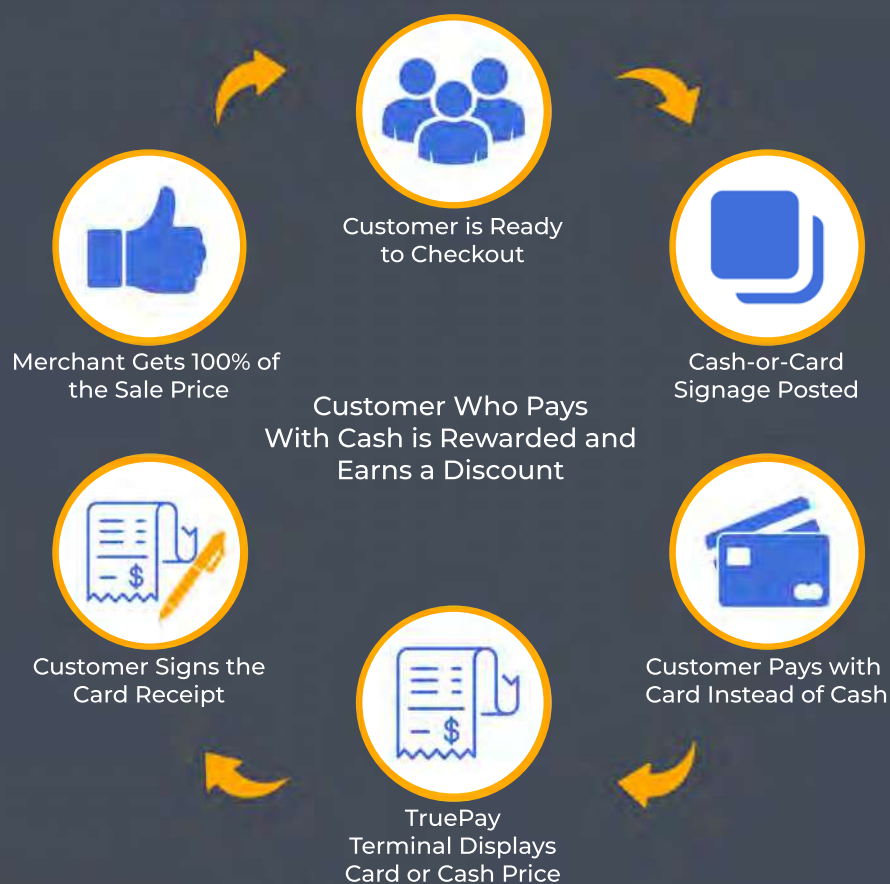 Customer is Ready
to Checkout
Cash-or-Card
Signage Posted
Customer Pays with
Card Instead of Cash
TruePay
Terminal Displays
Card or Cash Price
$
Customer Signs the
Card Receipt
$
Merchant Gets 100% of
the Sale Price
Customer Who Pays
With Cash is Rewarded and
Earns a Discount